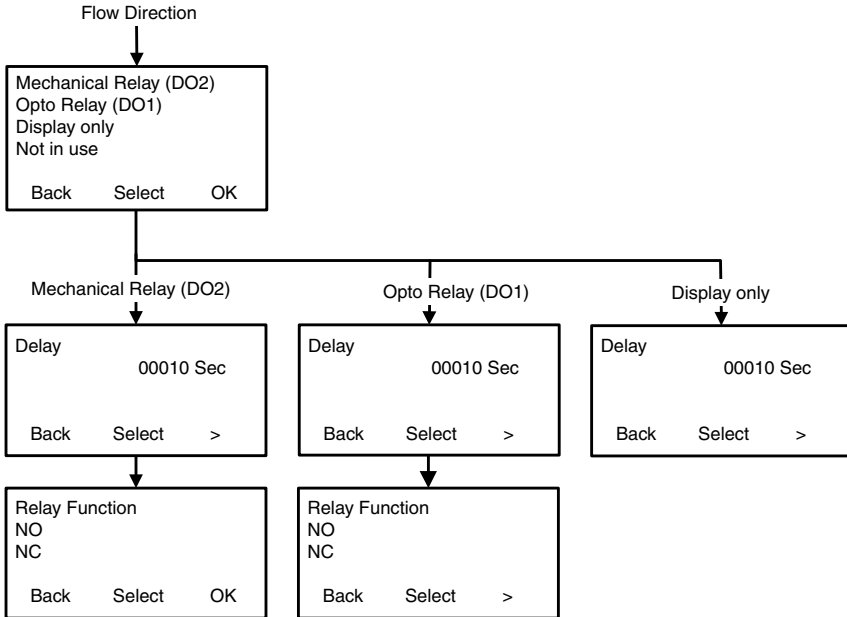 Flow Direction
Mechanical Relay (DO2)
Opto Relay (DO1)
Display only
Not in use
Back Select OK
Mechanical Relay (DO2)
Opto Relay (DO1)
Display only
Delay
00010 Sec
Back Select >
Delay
00010 Sec
Back Select >
Delay
00010 Sec
Back Select >
Relay Function
NO
NC
Back Select OK
Relay Function
NO
NC
Back Select >